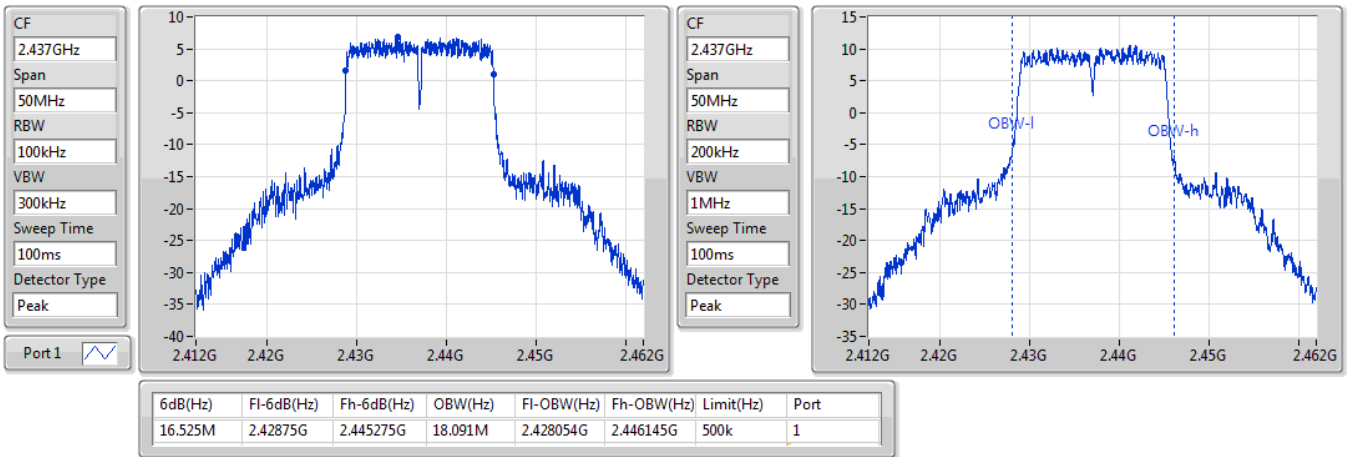 CF
2.437GHz
Span
50MHz
RBW
100kHz
VBW
300kHz
Sweep Time
100ms
Detector Type
Peak
Port 1
10-
5-
0-
-5-
-10-
-15-
-20-
-25-
-30-
-35-
-40-
2.412G 2.42G 2.43G 2.44G 2.45G 2.462G
CF
2.437GHz
Span
50MHz
RBW
200kHz
VBW
1MHz
Sweep Time
100ms
Detector Type
Peak
15-
10-
5-
0-
-5-
-10-
-15-
-20-
-25-
-30-
-35-
OBW-l
OBW-h
2.412G 2.42G 2.43G 2.44G 2.45G 2.462G
6dB(Hz) Fl-6dB(Hz) Fh-6dB(Hz) OBW(Hz) Fl-OBW(Hz) Fh-OBW(Hz) Limit(Hz) Port
16.525M 2.42875G 2.445275G 18.091M 2.428054G 2.446145G 500k 1